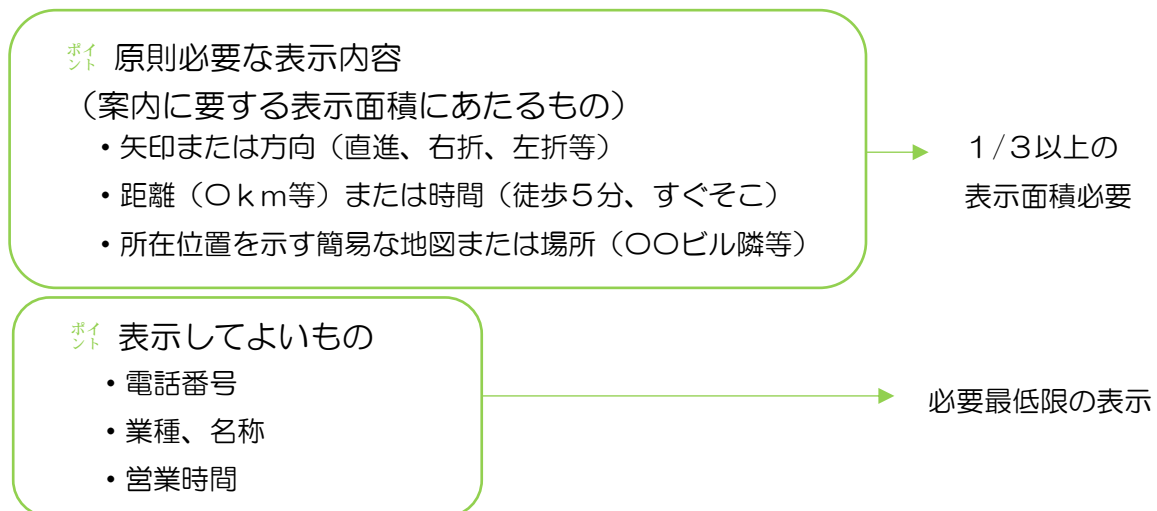 ポイント 原則必要な表示内容
（案内に要する表示面積にあたるもの）
・矢印または方向（直進、右折、左折等）
・距離（〇ｋｍ等）または時間（徒歩５分、すぐそこ）
・所在位置を示す簡易な地図または場所（〇〇ビル隣等）
１/３以上の
表示面積必要
ポイント 表示してよいもの
・電話番号
・業種、名称
・営業時間
必要最低限の表示